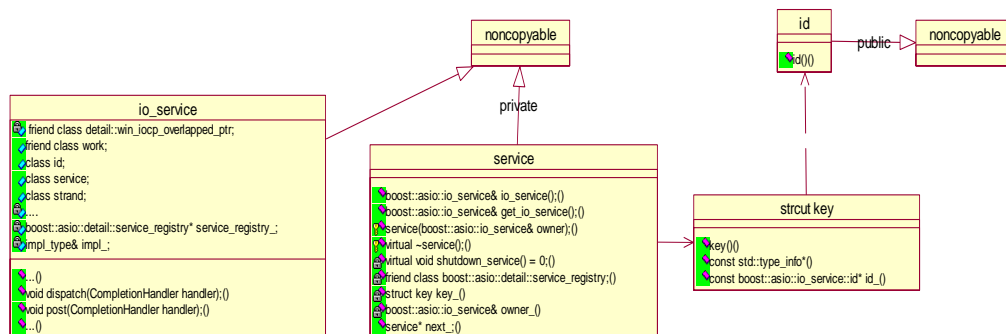 noncopyable
private
io_service
friend class detail::win_iocp_overlapped_ptr;
friend class work;
class id;
class service;
class strand;
....
boost::asio::detail::service_registry* service_registry_;
impl_type& impl_;
...()
void dispatch(CompletionHandler handler);()
void post(CompletionHandler handler);()
...()
service
boost::asio::io_service& io_service();()
boost::asio::io_service& get_io_service();()
service(boost::asio::io_service& owner);()
virtual ~service();()
virtual void shutdown_service() = 0;()
friend class boost::asio::detail::service_registry;()
struct key key_()
boost::asio::io_service& owner_()
service* next_;()
id
id()()
public
noncopyable
strcut key
key()()
const std::type_info*()
const boost::asio::io_service::id* id_()